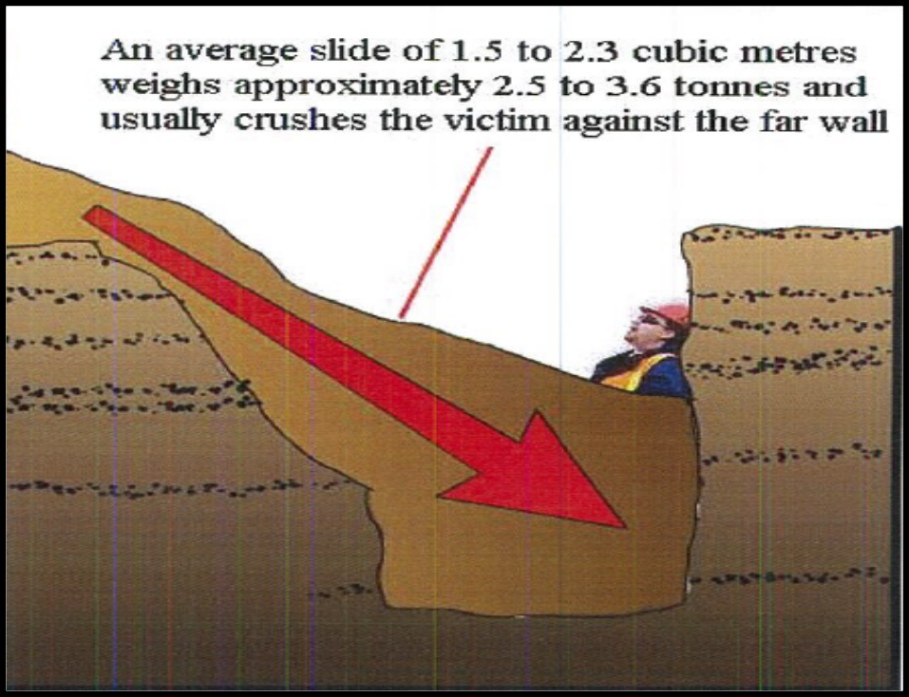 An average slide of 1.5 to 2.3 cubic metres
weighs approximately 2.5 to 3.6 tonnes and
usually crushes the victim against the far wall